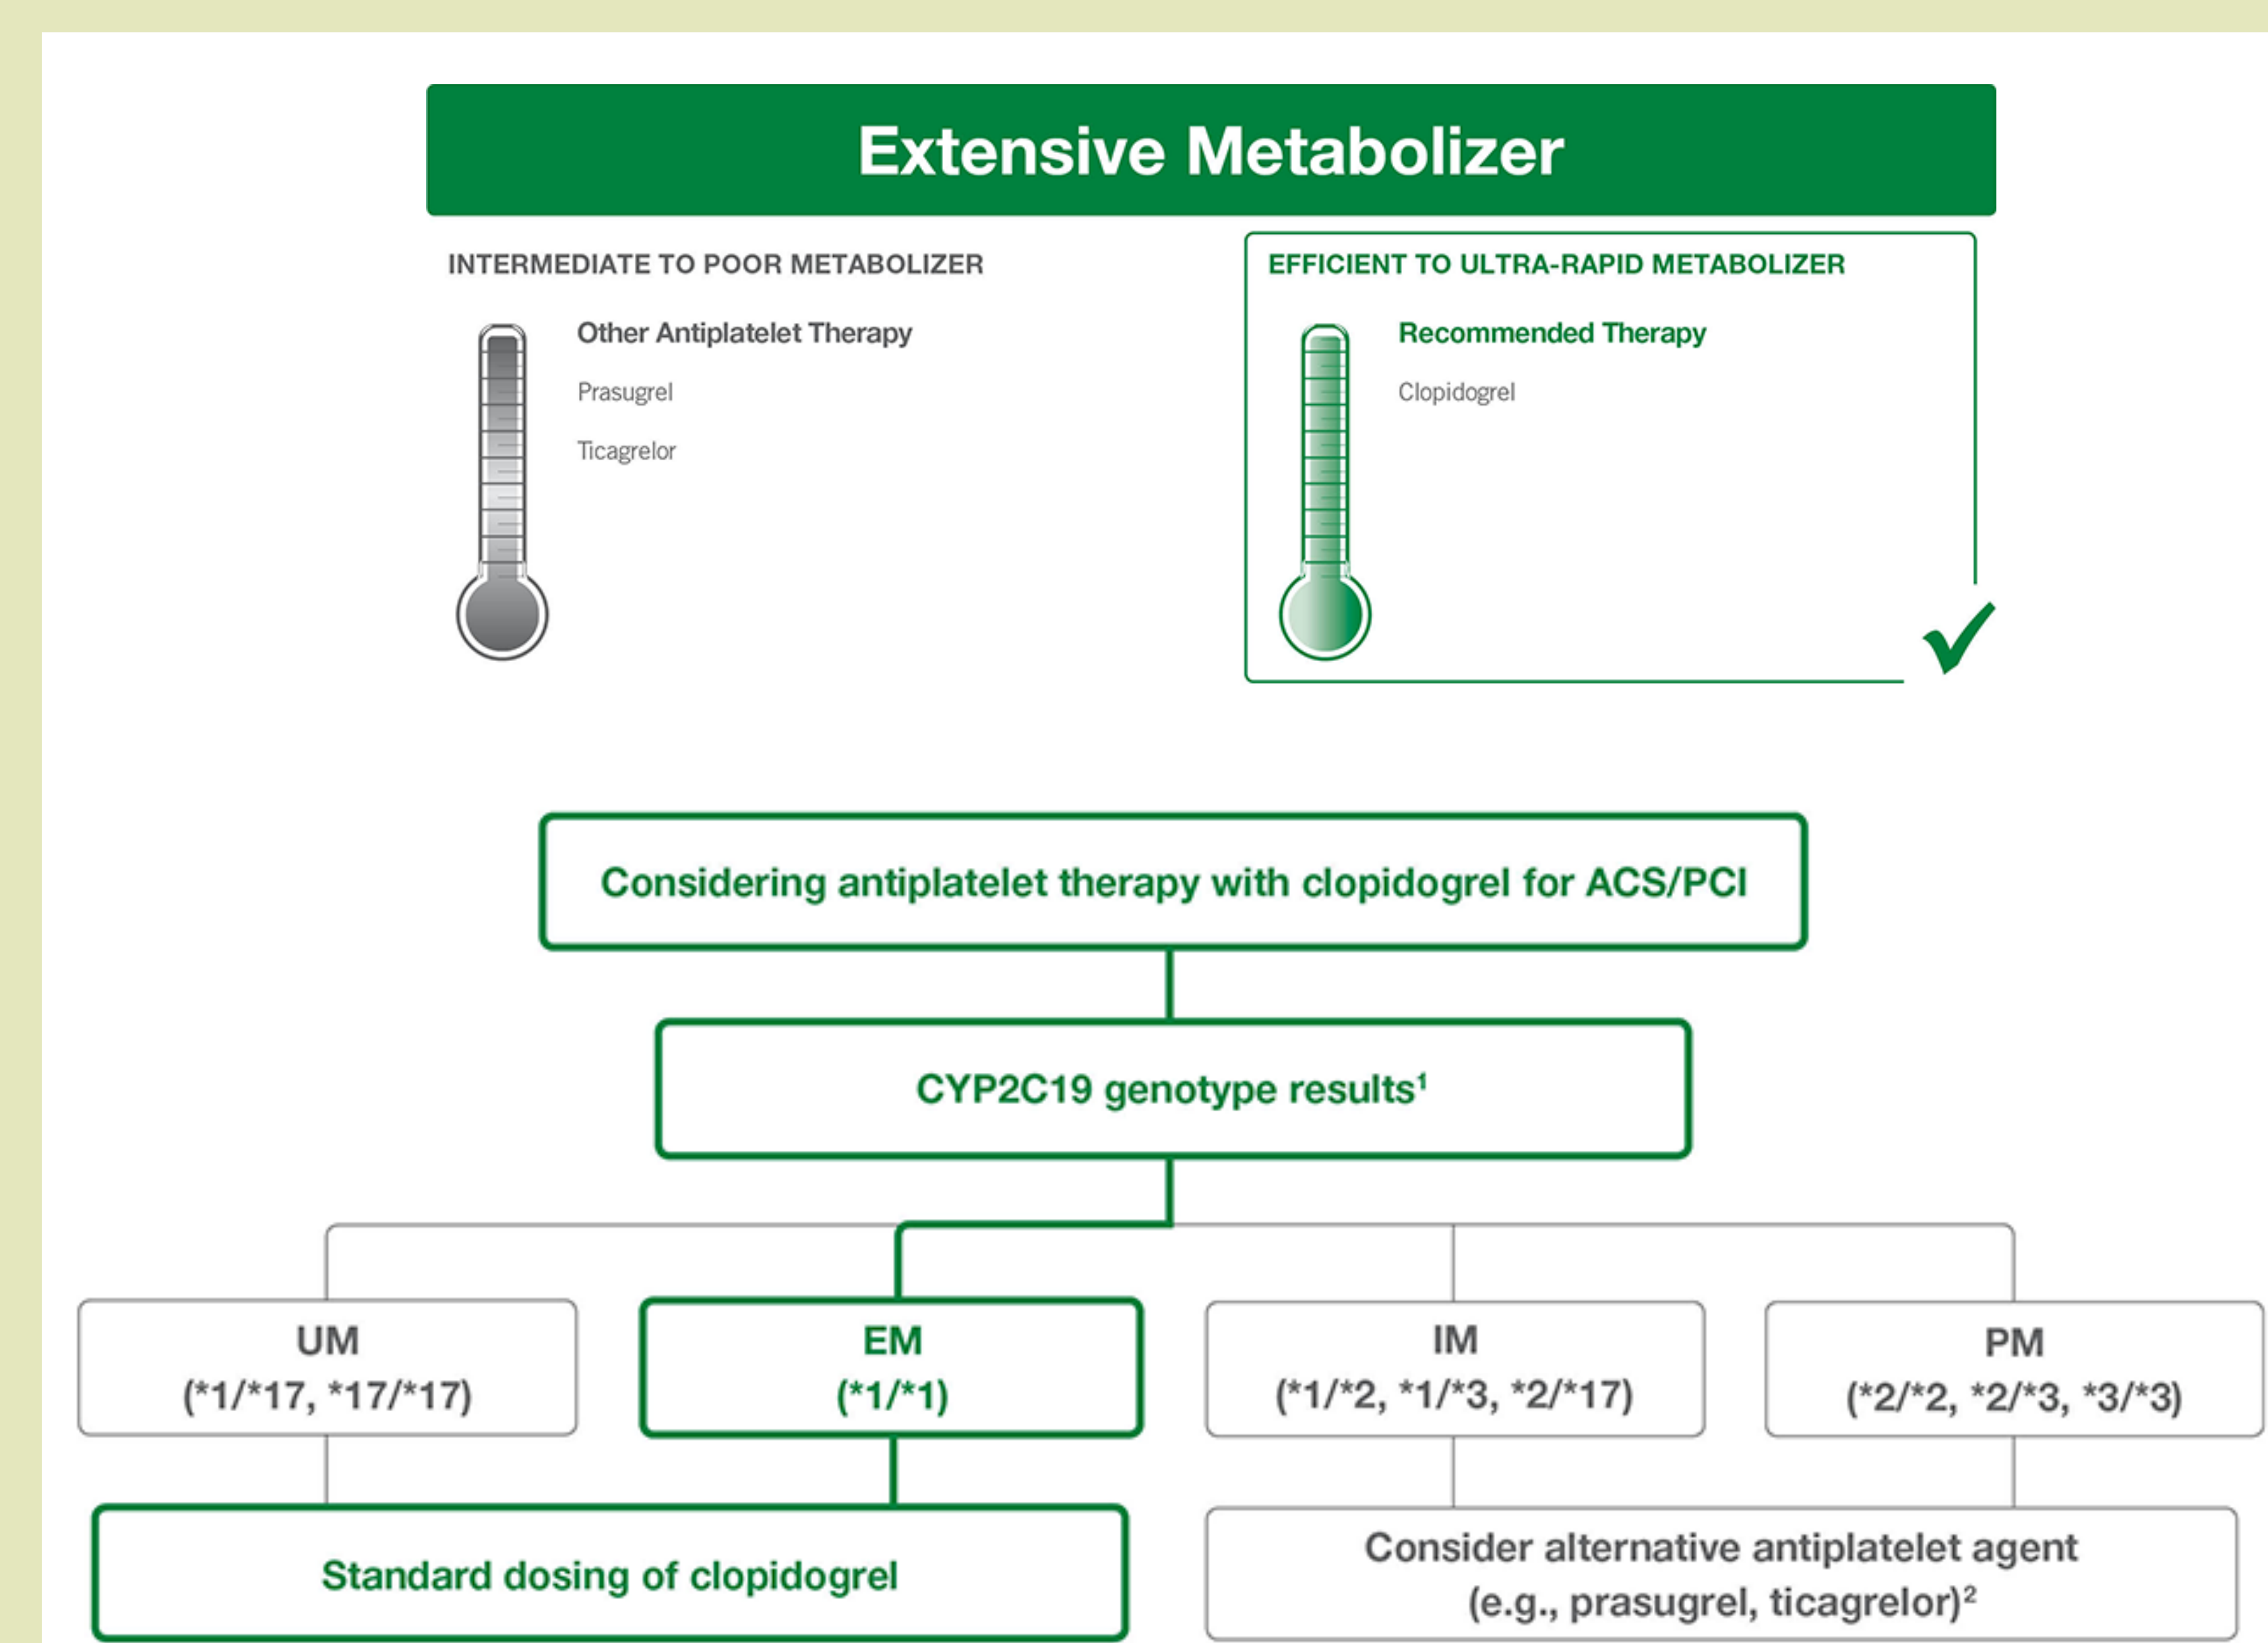 Extensive Metabolizer
INTERMEDIATE TO POOR METABOLIZER
Other Antiplatelet Therapy
Prasugrel
Ticagrelor
EFFICIENT TO ULTRA-RAPID METABOLIZER
Recommended Therapy
Clopidogrel
Considering antiplatelet therapy with clopidogrel for ACS/PCI
CYP2C19 genotype results¹
UM
(*1/*17, *17/*17)
EM
(*1/*1)
IM
(*1/*2, *1/*3, *2/*17)
PM
(*2/*2, *2/*3, *3/*3)
Standard dosing of clopidogrel
Consider alternative antiplatelet agent
(e.g., prasugrel, ticagrelor)²